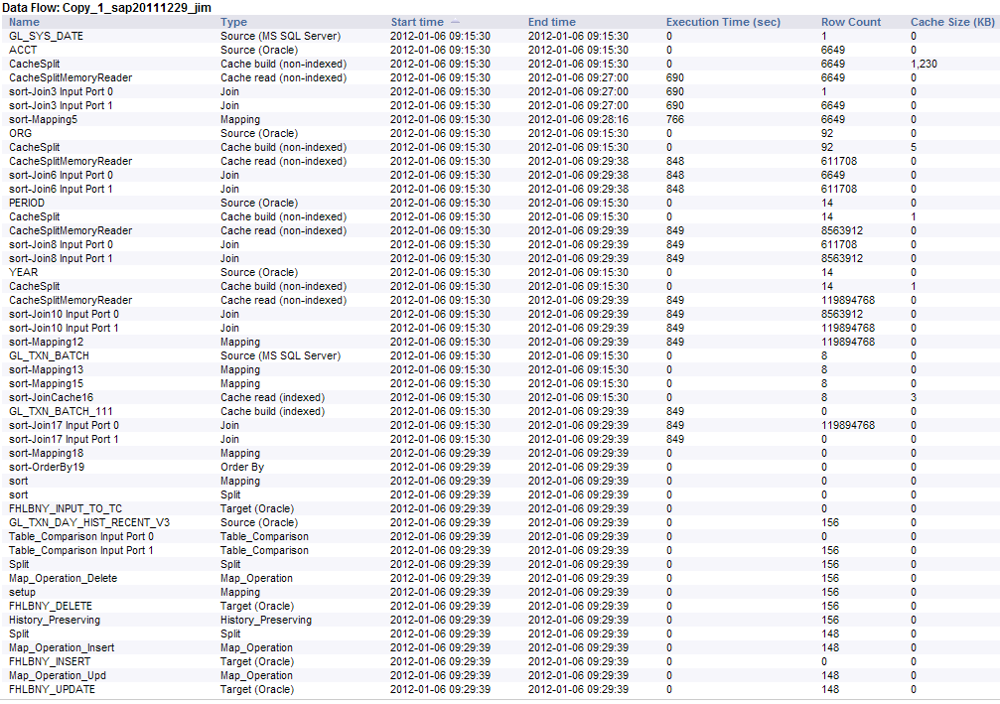 Data Flow: Copy_1_sap20111229_jim
Name Type Start time End time Execution Time (sec) Row Count Cache Size (KB)
GL_SYS_DATE Source (MS SQL Server) 2012-01-06 09:15:30 2012-01-06 09:15:30 0 1 0
ACCT Source (Oracle) 2012-01-06 09:15:30 2012-01-06 09:15:30 0 6649 0
CacheSplit Cache build (non-indexed) 2012-01-06 09:15:30 2012-01-06 09:15:30 0 6649 1,230
CacheSplitMemoryReader Cache read (non-indexed) 2012-01-06 09:15:30 2012-01-06 09:27:00 690 6649 0
sort-Join3 Input Port 0 Join 2012-01-06 09:15:30 2012-01-06 09:27:00 690 1 0
sort-Join3 Input Port 1 Join 2012-01-06 09:15:30 2012-01-06 09:27:00 690 6649 0
sort-Mapping5 Mapping 2012-01-06 09:15:30 2012-01-06 09:28:16 766 6649 0
ORG Source (Oracle) 2012-01-06 09:15:30 2012-01-06 09:15:30 0 92 0
CacheSplit Cache build (non-indexed) 2012-01-06 09:15:30 2012-01-06 09:15:30 0 92 5
CacheSplitMemoryReader Cache read (non-indexed) 2012-01-06 09:15:30 2012-01-06 09:29:38 848 611708 0
sort-Join6 Input Port 0 Join 2012-01-06 09:15:30 2012-01-06 09:29:38 848 6649 0
sort-Join6 Input Port 1 Join 2012-01-06 09:15:30 2012-01-06 09:29:38 848 611708 0
PERIOD Source (Oracle) 2012-01-06 09:15:30 2012-01-06 09:15:30 0 14 0
CacheSplit Cache build (non-indexed) 2012-01-06 09:15:30 2012-01-06 09:15:30 0 14 1
CacheSplitMemoryReader Cache read (non-indexed) 2012-01-06 09:15:30 2012-01-06 09:29:39 849 8563912 0
sort-Join8 Input Port 0 Join 2012-01-06 09:15:30 2012-01-06 09:29:39 849 611708 0
sort-Join8 Input Port 1 Join 2012-01-06 09:15:30 2012-01-06 09:29:39 849 8563912 0
YEAR Source (Oracle) 2012-01-06 09:15:30 2012-01-06 09:15:30 0 14 0
CacheSplit Cache build (non-indexed) 2012-01-06 09:15:30 2012-01-06 09:15:30 0 14 1
CacheSplitMemoryReader Cache read (non-indexed) 2012-01-06 09:15:30 2012-01-06 09:29:39 849 119894768 0
sort-Join10 Input Port 0 Join 2012-01-06 09:15:30 2012-01-06 09:29:39 849 8563912 0
sort-Join10 Input Port 1 Join 2012-01-06 09:15:30 2012-01-06 09:29:39 849 119894768 0
sort-Mapping12 Mapping 2012-01-06 09:15:30 2012-01-06 09:29:39 849 119894768 0
GL_TXN_BATCH Source (MS SQL Server) 2012-01-06 09:15:30 2012-01-06 09:15:30 0 8 0
sort-Mapping13 Mapping 2012-01-06 09:15:30 2012-01-06 09:15:30 0 8 0
sort-Mapping15 Mapping 2012-01-06 09:15:30 2012-01-06 09:15:30 0 8 0
sort-JoinCache16 Cache read (indexed) 2012-01-06 09:15:30 2012-01-06 09:15:30 0 8 3
GL_TXN_BATCH_111 Cache build (indexed) 2012-01-06 09:15:30 2012-01-06 09:29:39 849 0 0
sort-Join17 Input Port 0 Join 2012-01-06 09:15:30 2012-01-06 09:29:39 849 119894768 0
sort-Join17 Input Port 1 Join 2012-01-06 09:15:30 2012-01-06 09:29:39 849 0 0
sort-Mapping18 Mapping 2012-01-06 09:29:39 2012-01-06 09:29:39 0 0 0
sort-OrderBy19 Order By 2012-01-06 09:29:39 2012-01-06 09:29:39 0 0 0
sort Mapping 2012-01-06 09:29:39 2012-01-06 09:29:39 0 0 0
sort Split 2012-01-06 09:29:39 2012-01-06 09:29:39 0 0 0
FHLBNY_INPUT_TO_TC Target (Oracle) 2012-01-06 09:29:39 2012-01-06 09:29:39 0 0 0
GL_TXN_DAY_HIST_RECENT_V3 Source (Oracle) 2012-01-06 09:29:39 2012-01-06 09:29:39 0 156 0
Table_Comparison Input Port 0 Table_Comparison 2012-01-06 09:29:39 2012-01-06 09:29:39 0 0 0
Table_Comparison Input Port 1 Table_Comparison 2012-01-06 09:29:39 2012-01-06 09:29:39 0 156 0
Split Split 2012-01-06 09:29:39 2012-01-06 09:29:39 0 156 0
Map_Operation_Delete Map_Operation 2012-01-06 09:29:39 2012-01-06 09:29:39 0 156 0
setup Mapping 2012-01-06 09:29:39 2012-01-06 09:29:39 0 156 0
FHLBNY_DELETE Target (Oracle) 2012-01-06 09:29:39 2012-01-06 09:29:39 0 156 0
History_Preserving History_Preserving 2012-01-06 09:29:39 2012-01-06 09:29:39 0 156 0
Split Split 2012-01-06 09:29:39 2012-01-06 09:29:39 0 148 0
Map_Operation_Insert Map_Operation 2012-01-06 09:29:39 2012-01-06 09:29:39 0 148 0
FHLBNY_INSERT Target (Oracle) 2012-01-06 09:29:39 2012-01-06 09:29:39 0 0 0
Map_Operation_Upd Map_Operation 2012-01-06 09:29:39 2012-01-06 09:29:39 0 148 0
FHLBNY_UPDATE Target (Oracle) 2012-01-06 09:29:39 2012-01-06 09:29:39 0 148 0